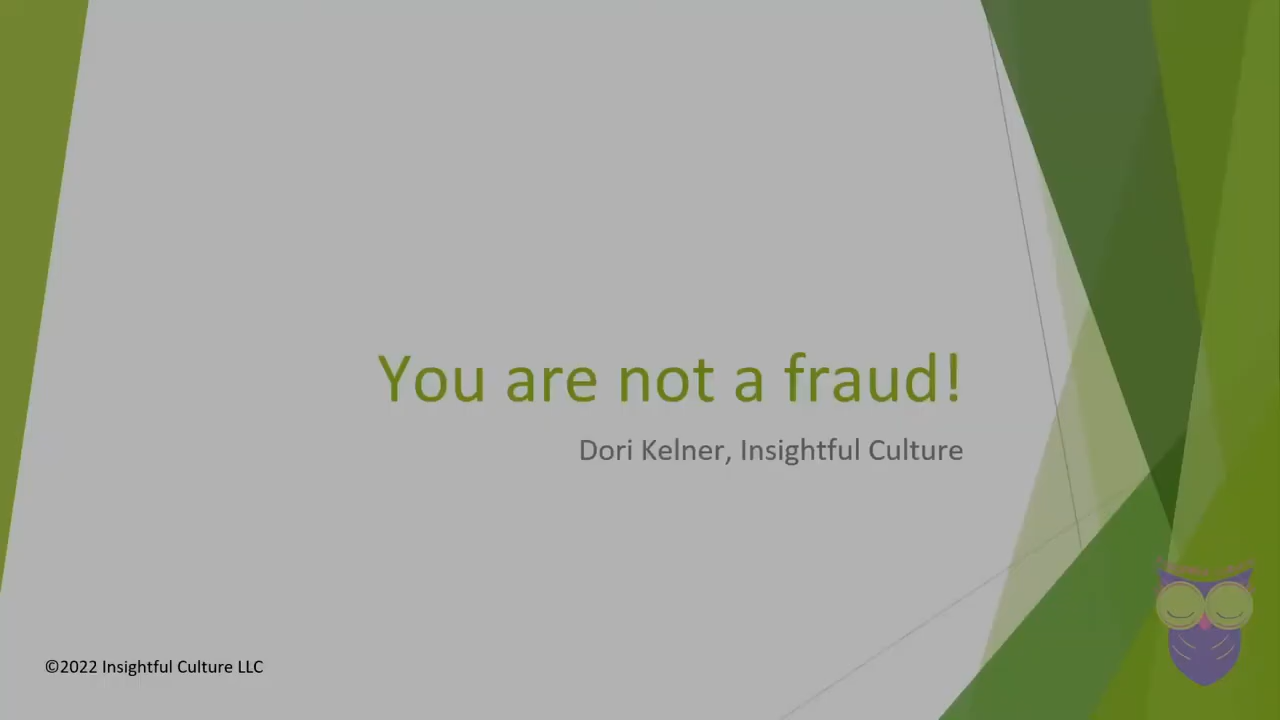 You are not a fraud!
Dori Kelner, Insightful Culture
©2022 Insightful Culture LLC